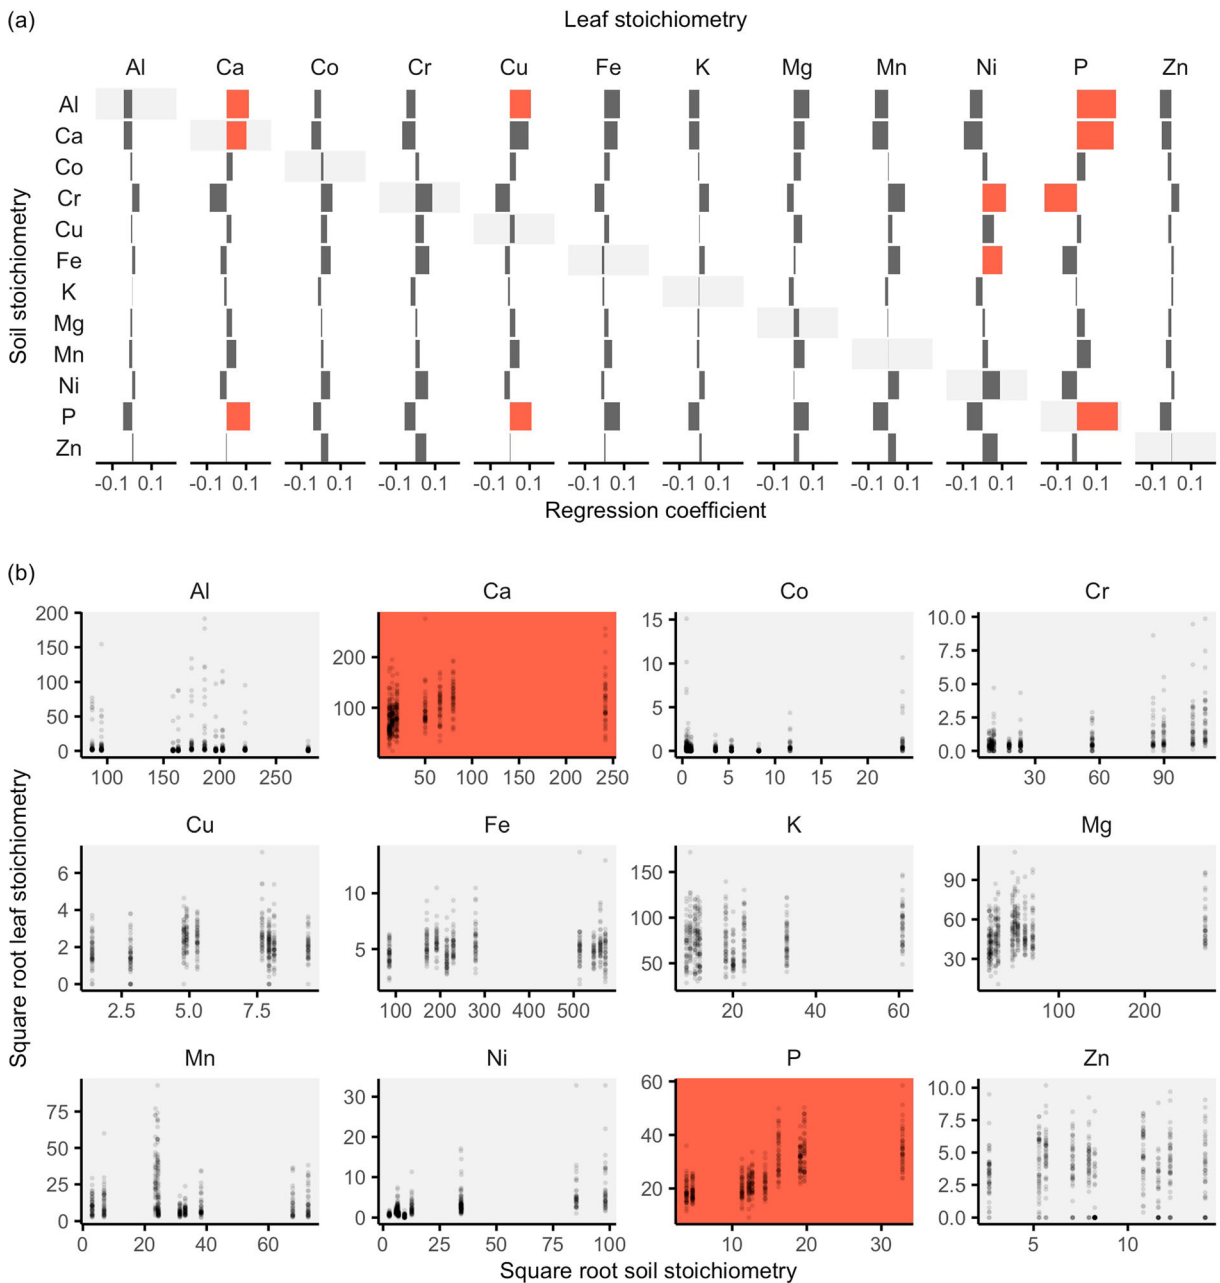 (a)
Leaf stoichiometry
Al Ca Co Cr Cu Fe K Mg Mn Ni P Zn
Soil stoichiometry
Al
Ca
Co
Cr
Cu
Fe
K
Mg
Mn
Ni
P
Zn
-0.1 0.1 -0.1 0.1 -0.1 0.1 -0.1 0.1 -0.1 0.1 -0.1 0.1 -0.1 0.1 -0.1 0.1 -0.1 0.1 -0.1 0.1 -0.1 0.1 -0.1 0.1
Regression coefficient
(b)
Square root leaf stoichiometry
Al
200
150
100
50
0
100 150 200 250
Ca
200
100
50 100 150 200 250
Co
15
10
5
0
0 5 10 15 20
Cr
10.0
7.5
5.0
2.5
0.0
30 60 90
Cu
6
4
2
0
2.5 5.0 7.5
Fe
10
5
100 200 300 400 500
K
150
100
50
20 40 60
Mg
90
60
30
100 200
Mn
75
50
25
0
0 20 40 60
Ni
30
20
10
0
0 25 50 75 100
P
60
40
20
10 20 30
Zn
10.0
7.5
5.0
2.5
0.0
5 10
Square root soil stoichiometry